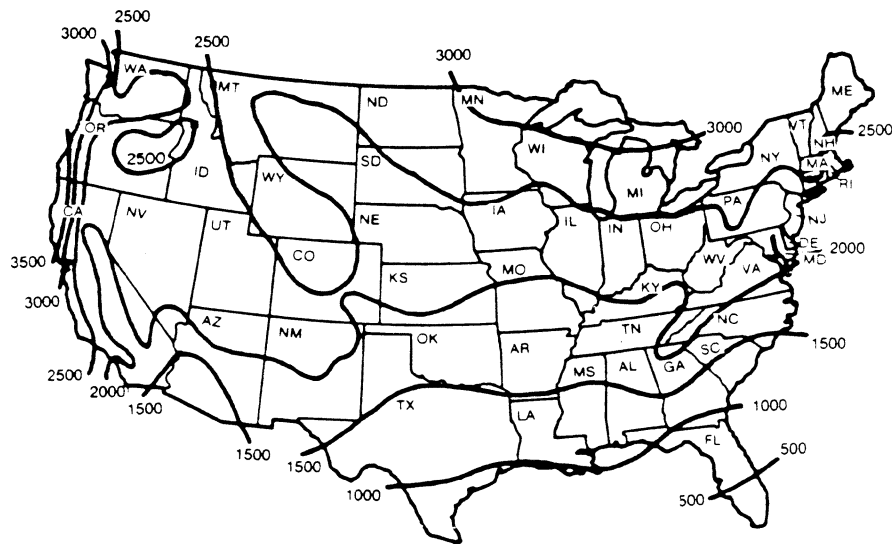 2500
3000
WA
2500
MT
3000
ND
MN
ME
OR
VT
3000
2500
NH
WI
NY
MA
2500
SD
ID
WY
MI
RI
PA
CA
NV
NE
IA
IL
IN
OH
NJ
UT
CO
DE
2000
WV
MD
3500
MO
VA
KS
KY
3000
AZ
NM
OK
TN
NC
1500
AR
SC
2500
MS
AL
GA
2000
1500
TX
LA
1000
FL
1500
1500
500
1000
500